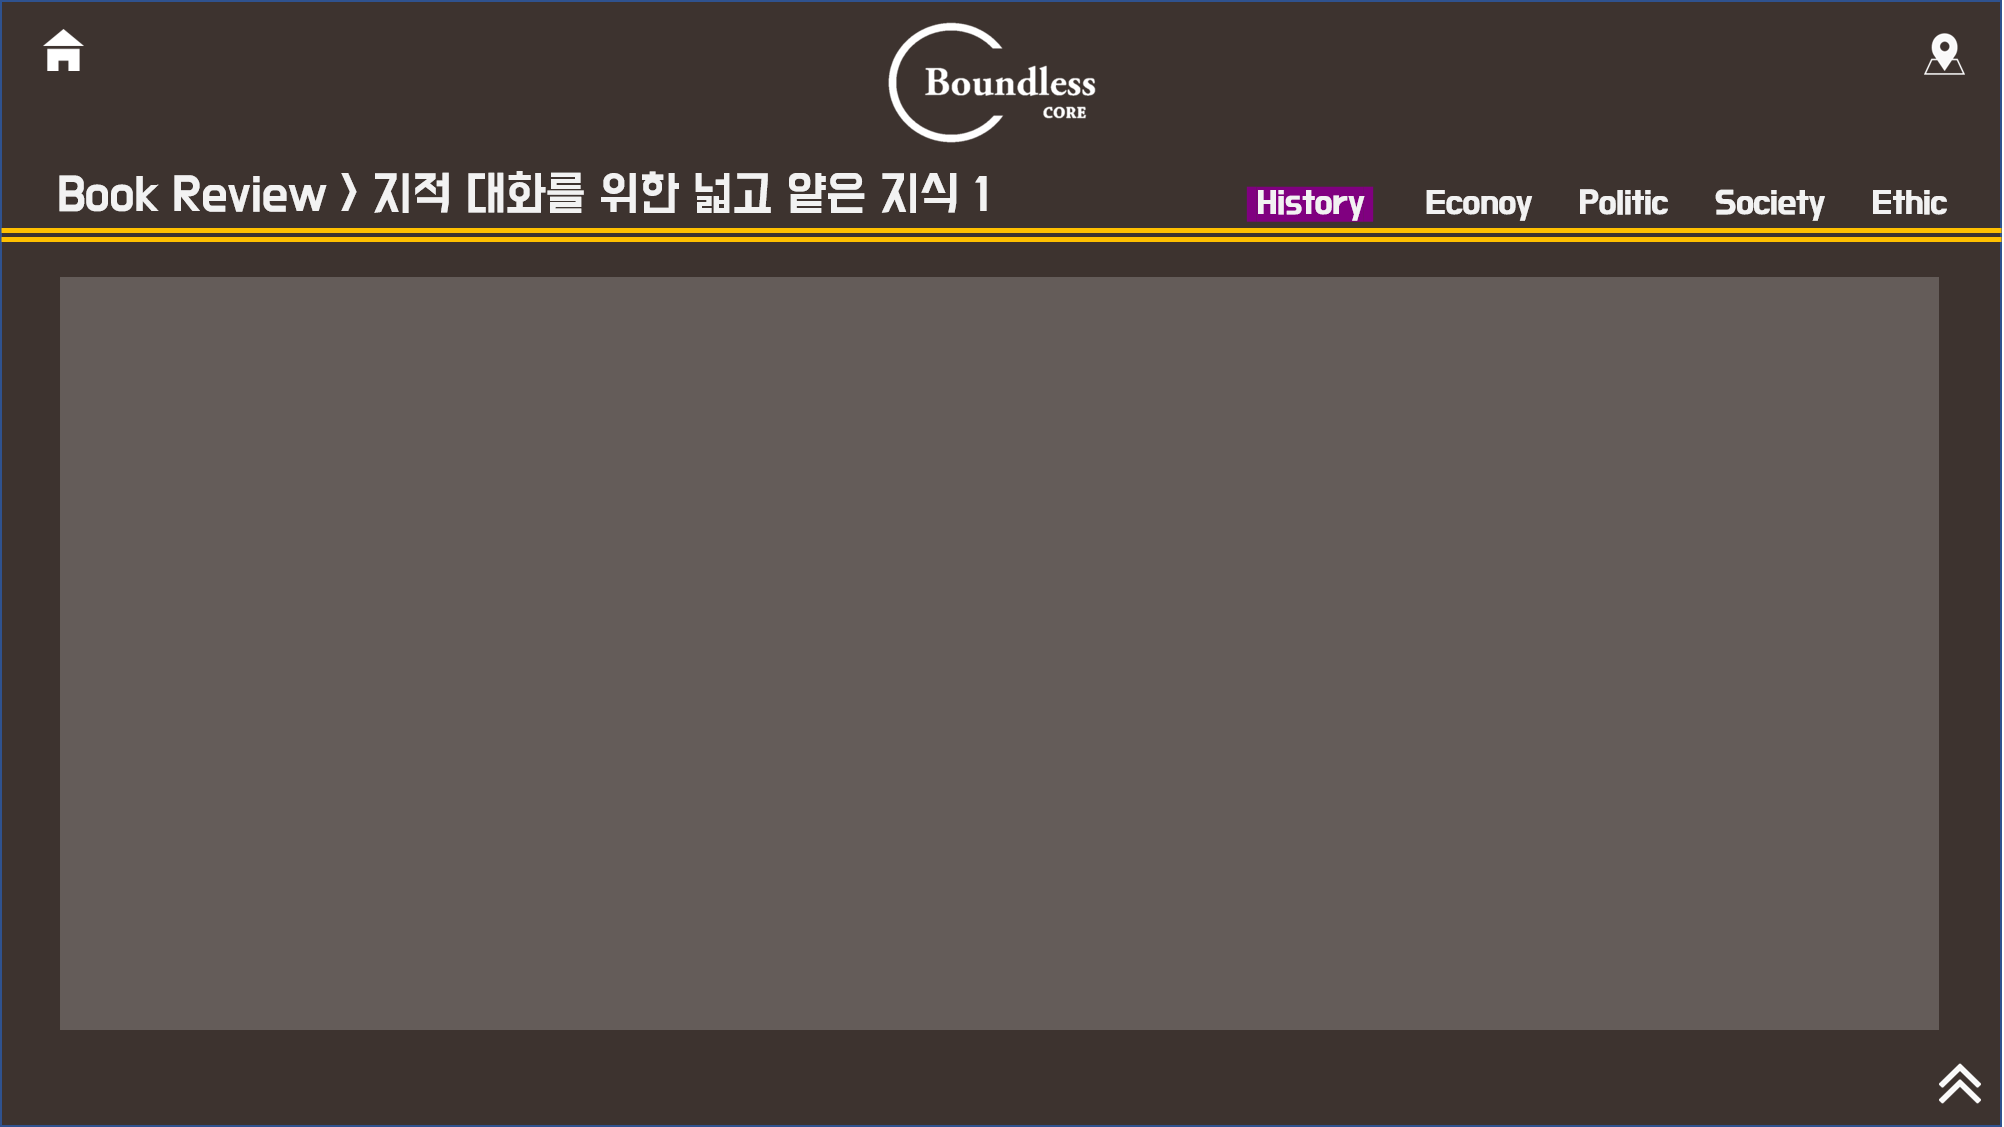 Boundless
CORE
Book Review > 지적 대화를 위한 넓고 얕은 지식 1
History Econoy Politic Society Ethic